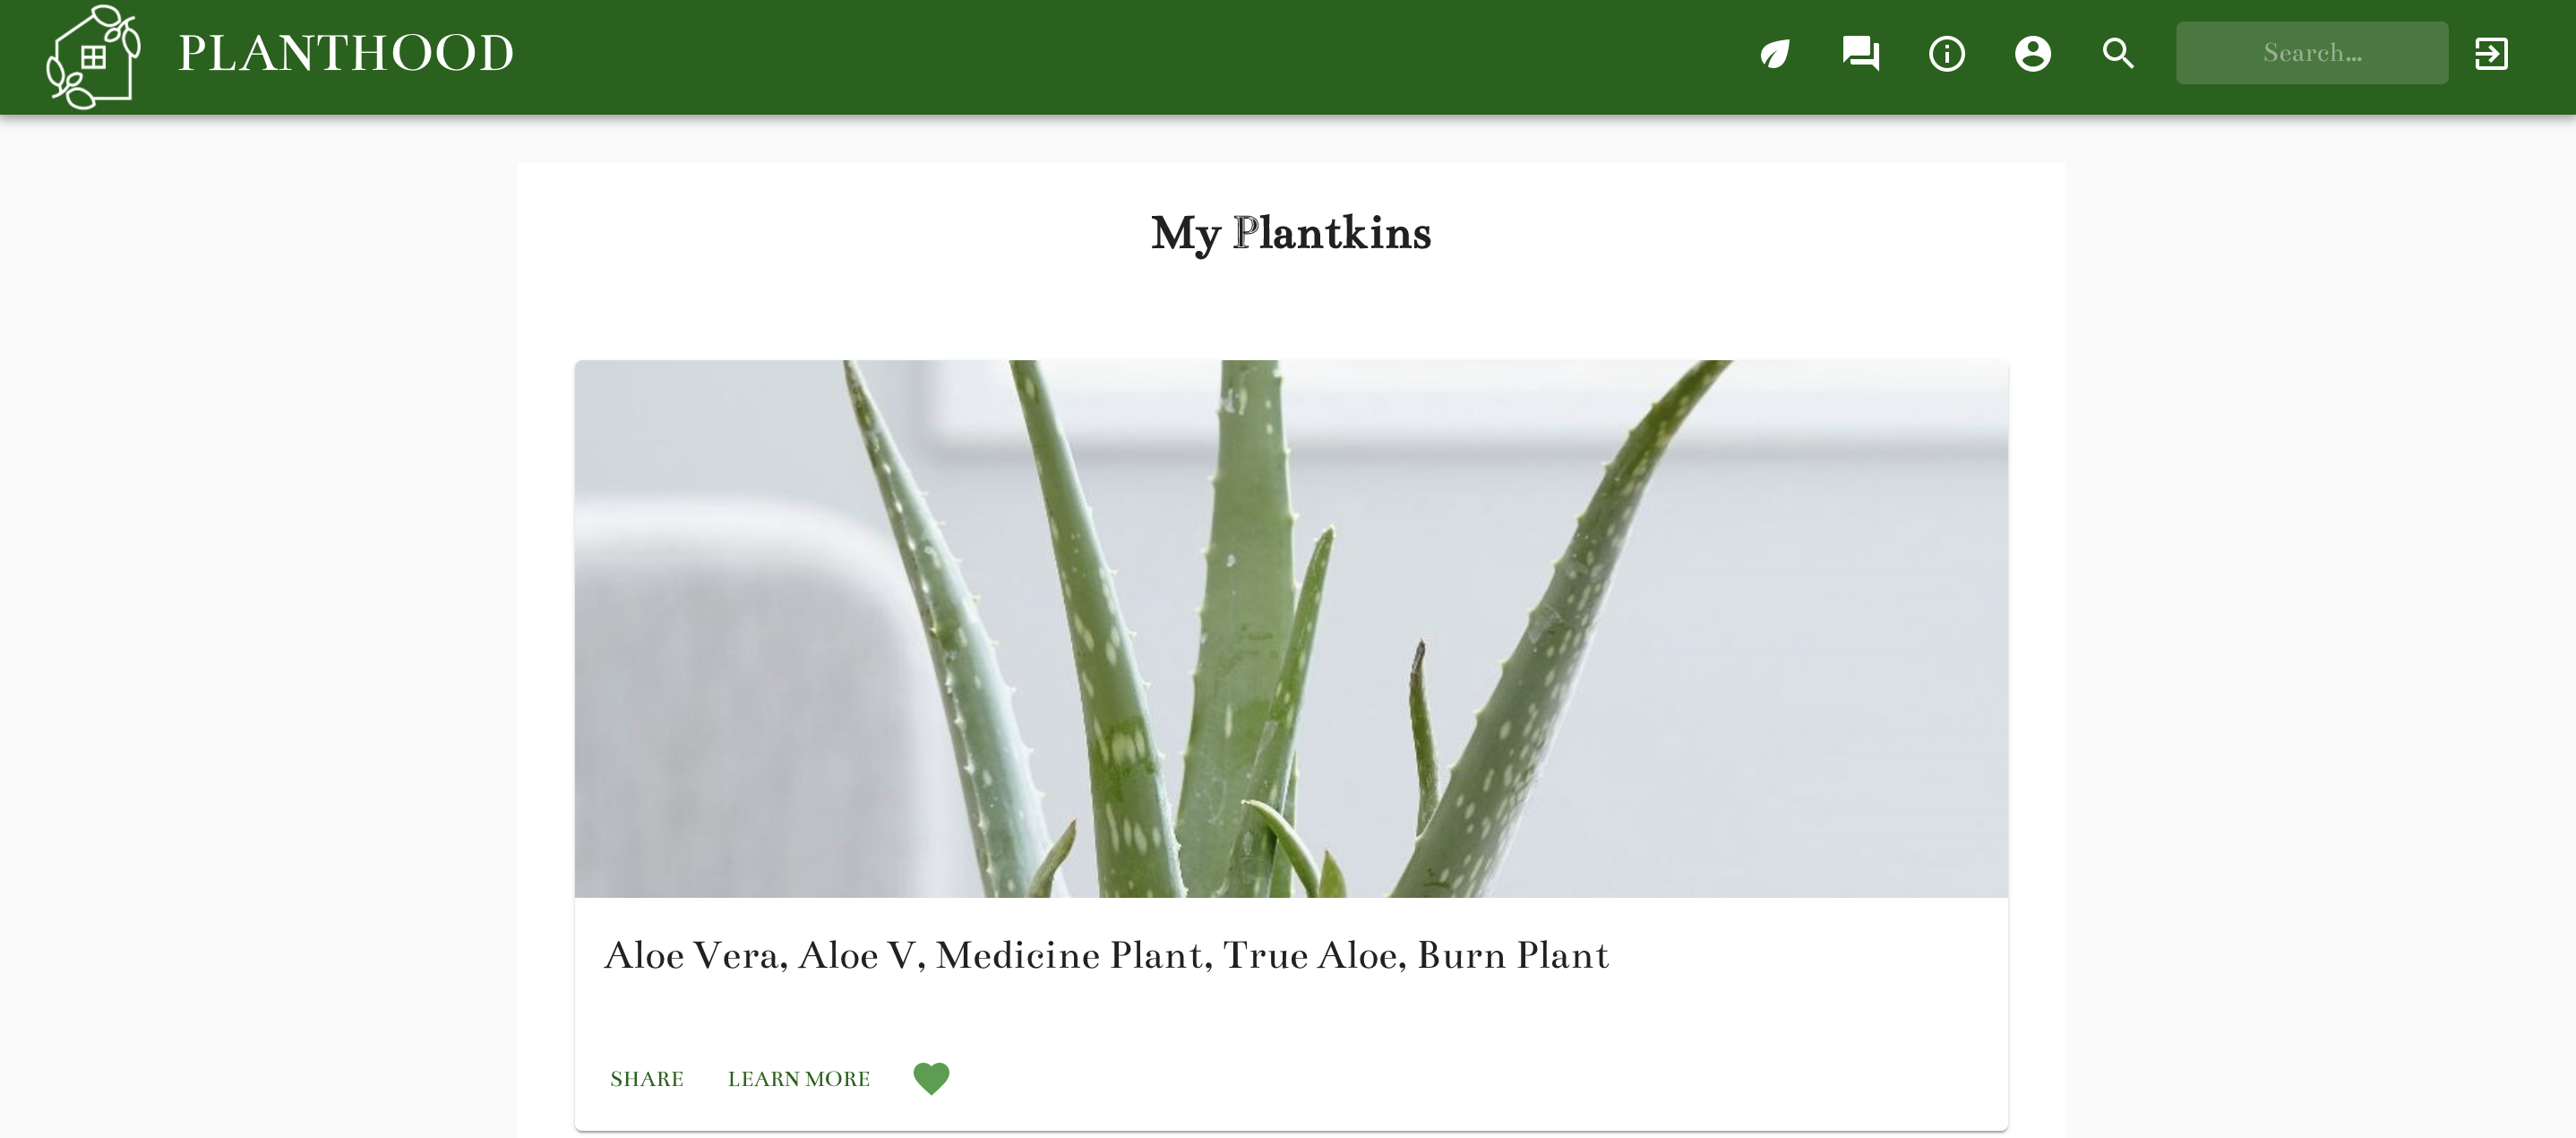 PLANTHOOD
Search...
My ℙlantkins
Aloe Vera, Aloe V, Medicine Plant, True Aloe, Burn Plant
SHARE LEARN MORE